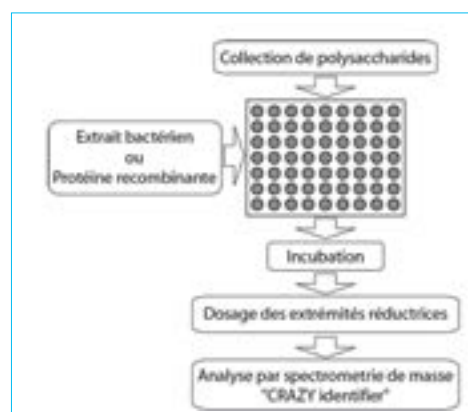 Collection de polysaccharides
Extrait bactérien
ou
Protéine recombinante
Incubation
Dosage des extrémités réductrices
Analyse par spectrometrie de masse
"CRAZY identifier"